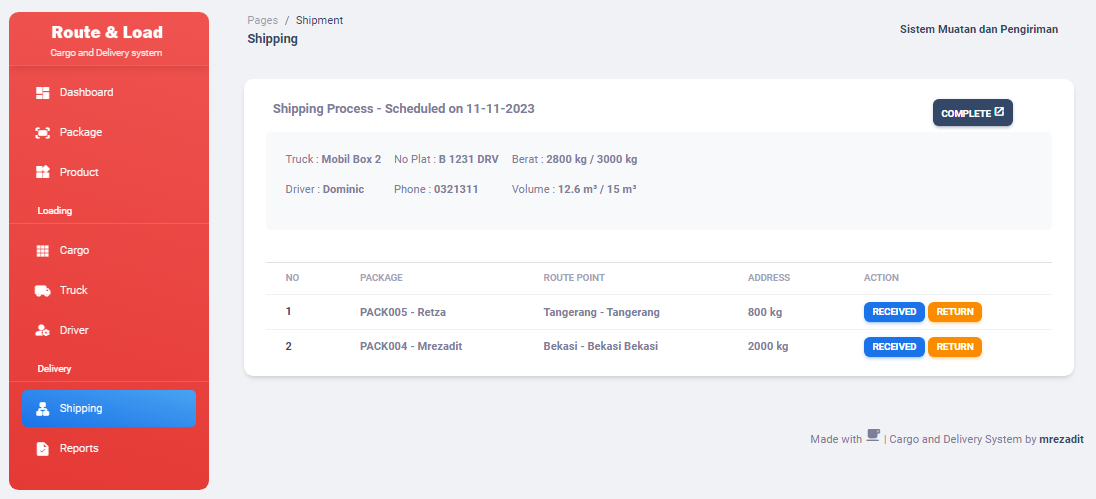 Route & Load
Cargo and Delivery system
Dashboard
Package
Product
Loading
Cargo
Truck
Driver
Delivery
Shipping
Reports
Pages / Shipment
Shipping
Sistem Muatan dan Pengiriman
Shipping Process - Scheduled on 11-11-2023
COMPLETE
Truck : Mobil Box 2 No Plat : B 1231 DRV Berat : 2800 kg / 3000 kg
Driver : Dominic Phone : 0321311 Volume : 12.6 m³ / 15 m³
NO PACKAGE ROUTE POINT ADDRESS ACTION
1 PACK005 - Retza Tangerang - Tangerang 800 kg RECEIVED RETURN
2 PACK004 - Mrezadit Bekasi - Bekasi Bekasi 2000 kg RECEIVED RETURN
Made with | Cargo and Delivery System by mrezadit